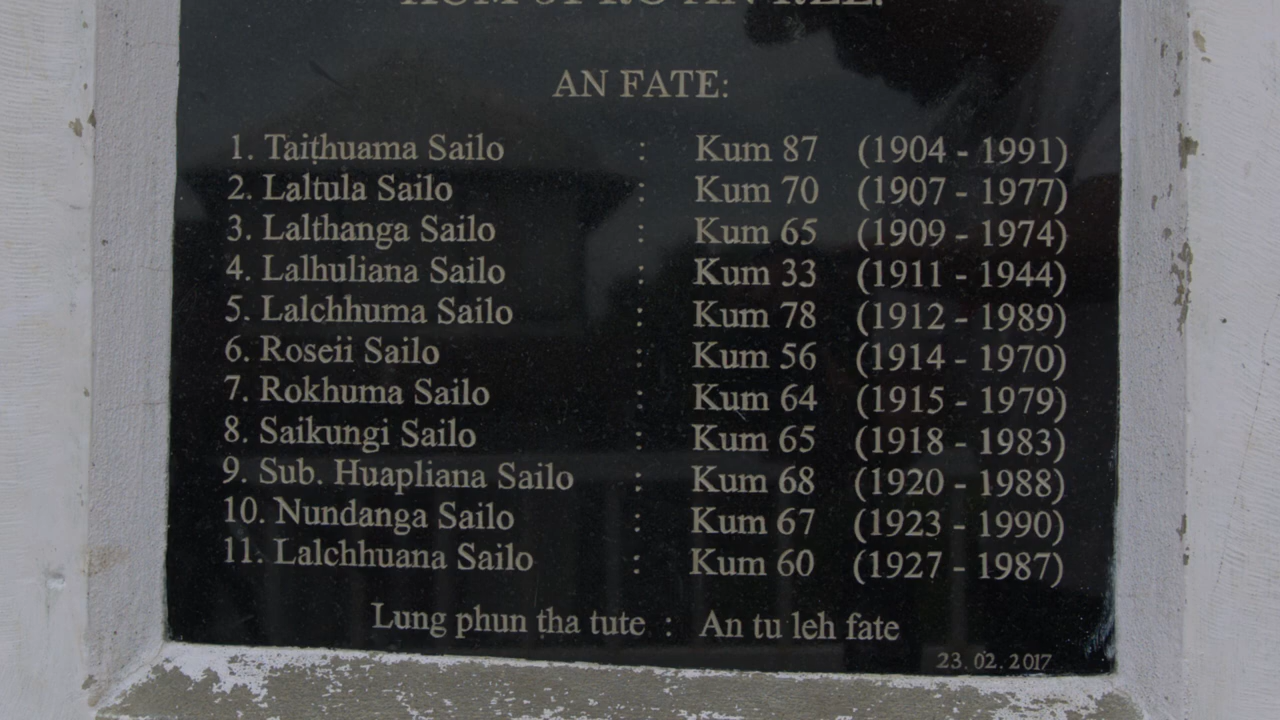 AN FATE:
1. Taiṭhuama Sailo : Kum 87 (1904 - 1991)
2. Laltula Sailo : Kum 70 (1907 - 1977)
3. Lalthanga Sailo : Kum 65 (1909 - 1974)
4. Lalhuliana Sailo : Kum 33 (1911 - 1944)
5. Lalchhuma Sailo : Kum 78 (1912 - 1989)
6. Roseii Sailo : Kum 56 (1914 - 1970)
7. Rokhuma Sailo : Kum 64 (1915 - 1979)
8. Saikungi Sailo : Kum 65 (1918 - 1983)
9. Sub. Huapliana Sailo : Kum 68 (1920 - 1988)
10. Nundanga Sailo : Kum 67 (1923 - 1990)
11. Lalchhuana Sailo : Kum 60 (1927 - 1987)
Lung phun ṭha tute : An tu leh fate
23.02.2017